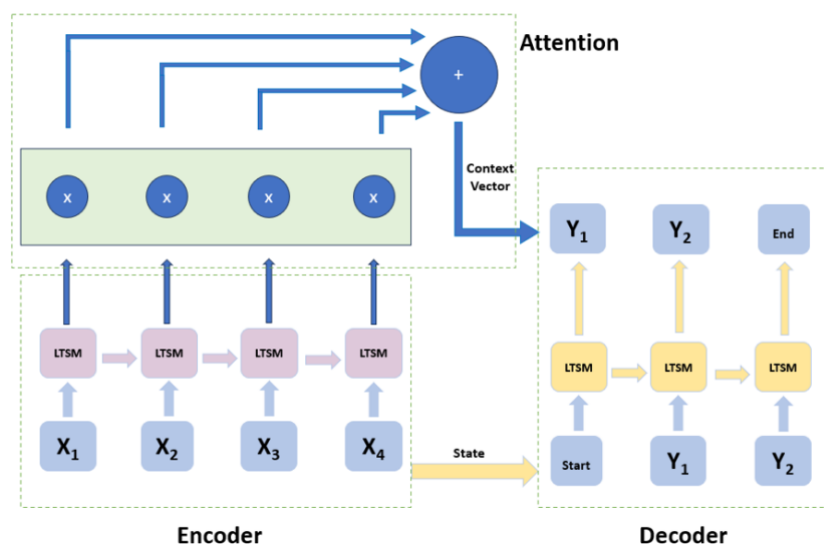 Attention
+
Context
Vector
X X X X
Y₁ Y₂ End
LTSM LTSM LTSM LTSM
LTSM LTSM LTSM
X₁ X₂ X₃ X₄
State
Start Y₁ Y₂
Encoder
Decoder